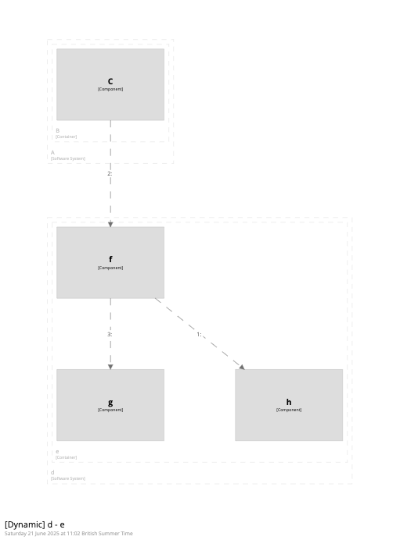 C
[Component]
b
[Container]
a
[Software System]
2:
f
[Component]
3:
1:
g
[Component]
h
[Component]
e
[Container]
d
[Software System]
[Dynamic] d - e
Saturday 21 June 2025 at 11:02 British Summer Time